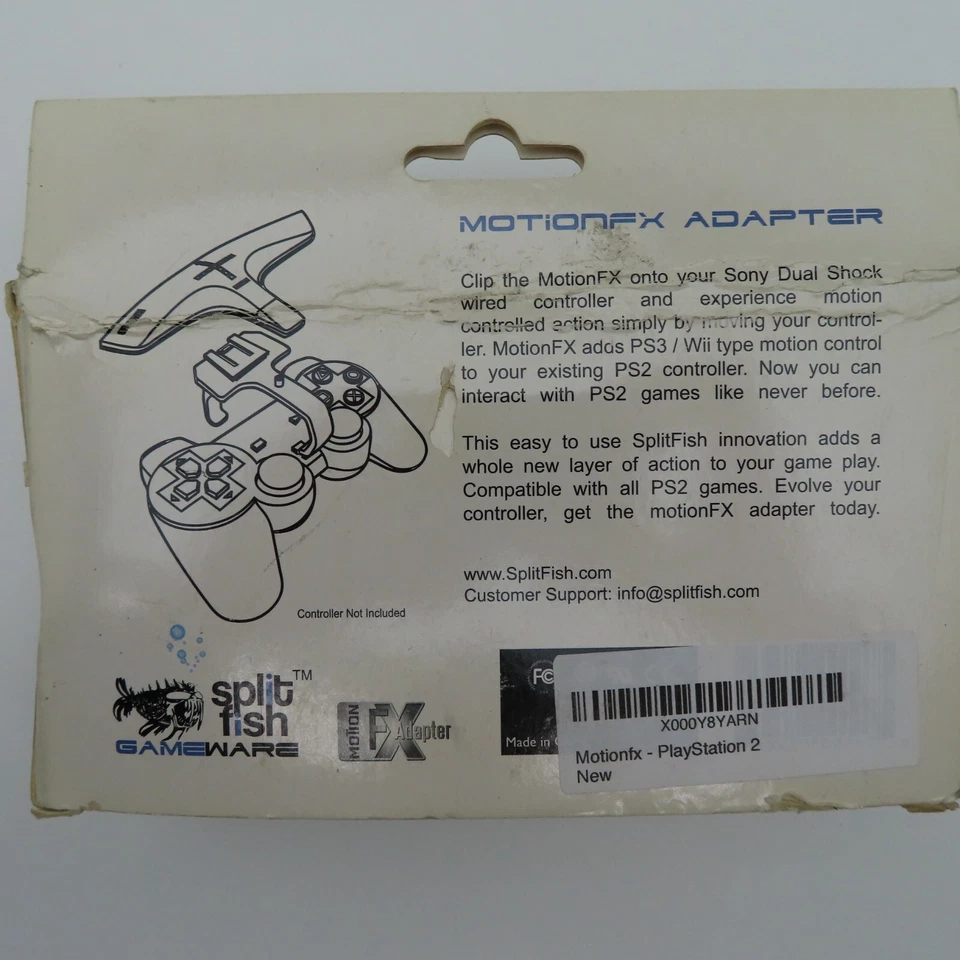 MOTiONFX ADAPTER
Clip the MotionFX onto your Sony Dual Shock
wired controller and experience motion
controlled action simply by moving your control-
ler. MotionFX adds PS3 / Wii type motion control
to your existing PS2 controller. Now you can
interact with PS2 games like never before.
This easy to use SplitFish innovation adds a
whole new layer of action to your game play.
Compatible with all PS2 games. Evolve your
controller, get the motionFX adapter today.
www.SplitFish.com
Customer Support: info@splitfish.com
Controller Not Included
split TM
fish
GAMEWARE
MOTION FX Adapter
FC
Made in
X000Y8YARN
Motionfx - PlayStation 2
New